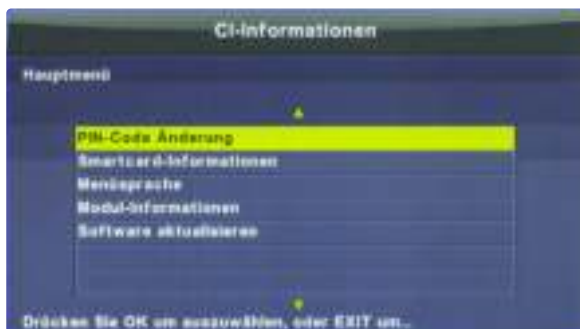 CI-Informationen
Hauptmenü
PIN-Code Änderung
Smartcard-Informationen
Menüsprache
Modul-Informationen
Software aktualisieren
Drücken Sie OK um auszuwählen, oder EXIT um...